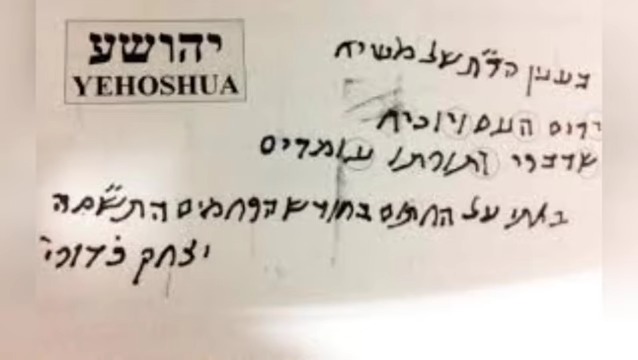 יהושע
YEHOSHUA
בענין הר"ת של משיח
ירום העם ויוכיח
שדברו ותורתו עומדים
באתי על החתום בחודש הרחמים התשס"ה
יצחק כדורי